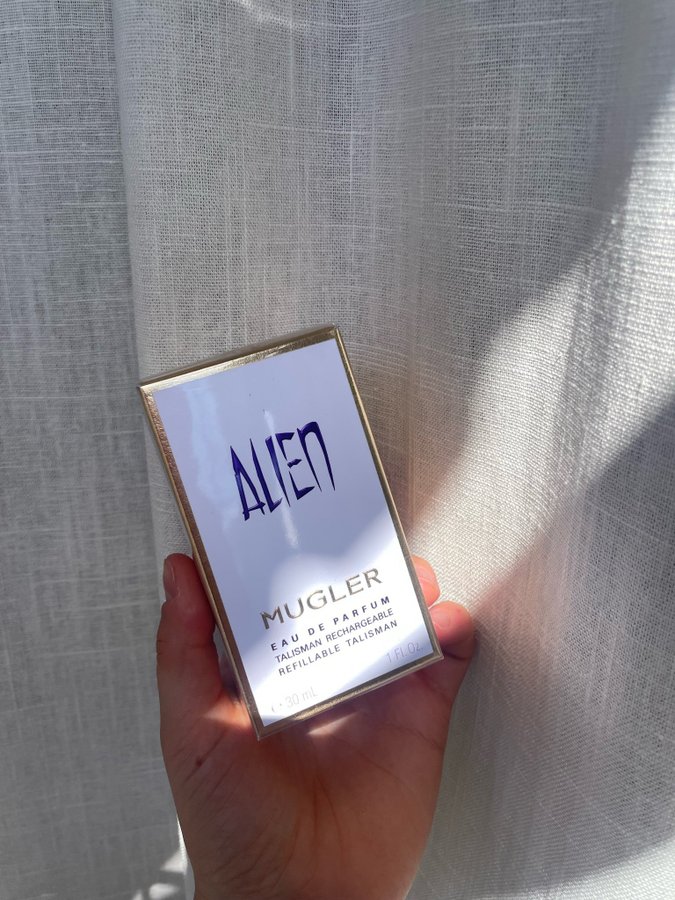 ALIEN
MUGLER
EAU DE PARFUM
TALISMAN RECHARGEABLE
REFILLABLE TALISMAN
30 mL 1 Fl. Oz.